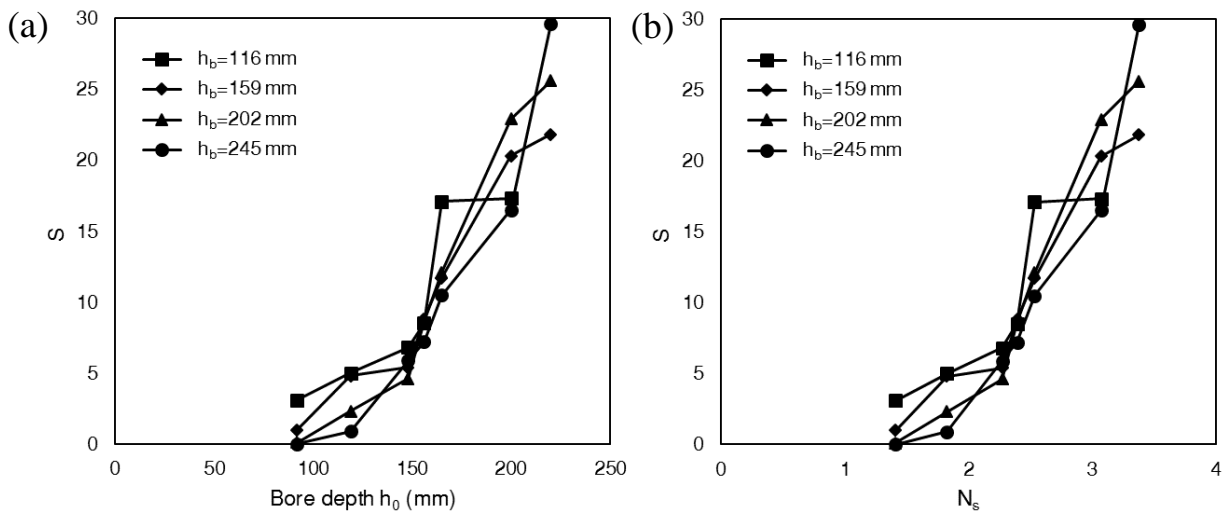 (a)
30
25
20
15
10
5
0
S
h_b=116 mm
h_b=159 mm
h_b=202 mm
h_b=245 mm
0 50 100 150 200 250
Bore depth h_0 (mm)
(b)
30
25
20
15
10
5
0
S
h_b=116 mm
h_b=159 mm
h_b=202 mm
h_b=245 mm
0 1 2 3 4
N_s